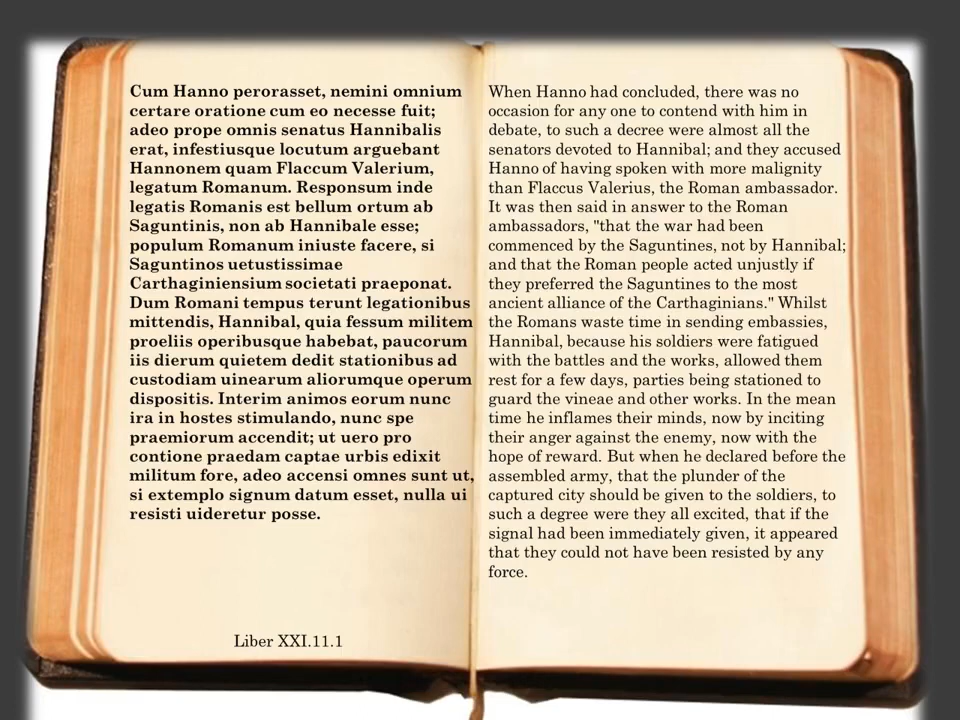 Cum Hanno perorasset, nemini omnium
certare oratione cum eo necesse fuit;
adeo prope omnis senatus Hannibalis
erat, infestiusque locutum arguebant
Hannonem quam Flaccum Valerium,
legatum Romanum. Responsum inde
legatis Romanis est bellum ortum ab
Saguntinis, non ab Hannibale esse;
populum Romanum iniuste facere, si
Saguntinos uetustissimae
Carthaginiensium societati praeponat.
Dum Romani tempus terunt legationibus
mittendis, Hannibal, quia fessum militem
proeliis operibusque habebat, paucorum
iis dierum quietem dedit stationibus ad
custodiam uinearum aliorumque operum
dispositis. Interim animos eorum nunc
ira in hostes stimulando, nunc spe
praemiorum accendit; ut uero pro
contione praedam captae urbis edixit
militum fore, adeo accensi omnes sunt ut,
si extemplo signum datum esset, nulla ui
resisti uideretur posse.
Liber XXI.11.1
When Hanno had concluded, there was no
occasion for any one to contend with him in
debate, to such a decree were almost all the
senators devoted to Hannibal; and they accused
Hanno of having spoken with more malignity
than Flaccus Valerius, the Roman ambassador.
It was then said in answer to the Roman
ambassadors, "that the war had been
commenced by the Saguntines, not by Hannibal;
and that the Roman people acted unjustly if
they preferred the Saguntines to the most
ancient alliance of the Carthaginians." Whilst
the Romans waste time in sending embassies,
Hannibal, because his soldiers were fatigued
with the battles and the works, allowed them
rest for a few days, parties being stationed to
guard the vineae and other works. In the mean
time he inflames their minds, now by inciting
their anger against the enemy, now with the
hope of reward. But when he declared before the
assembled army, that the plunder of the
captured city should be given to the soldiers, to
such a degree were they all excited, that if the
signal had been immediately given, it appeared
that they could not have been resisted by any
force.